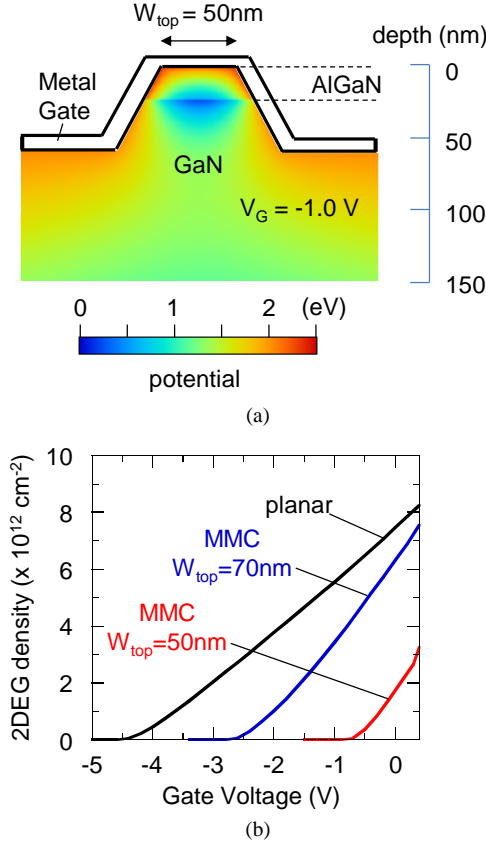 W_top = 50nm
depth (nm)
Metal
Gate
AlGaN
GaN
V_G = -1.0 V
0
50
100
150
0 1 2 (eV)
potential
(a)
2DEG density (x 10^12 cm^-2)
10
8
6
4
2
0
planar
MMC
W_top=70nm
MMC
W_top=50nm
-5 -4 -3 -2 -1 0
Gate Voltage (V)
(b)